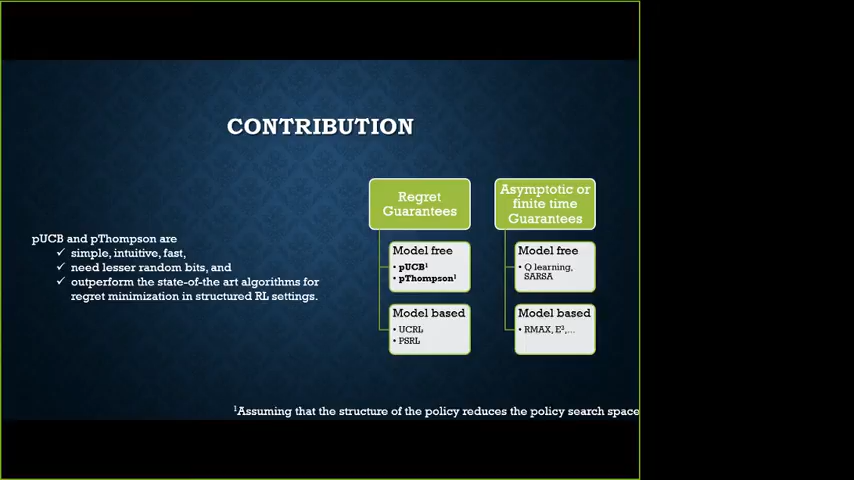 CONTRIBUTION
pUCB and pThompson are
✓ simple, intuitive, fast,
✓ need lesser random bits, and
✓ outperform the state-of-the art algorithms for
regret minimization in structured RL settings.
Regret
Guarantees
Model free
• pUCB¹
• pThompson¹
Model based
• UCRL
• PSRL
Asymptotic or
finite time
Guarantees
Model free
• Q learning,
SARSA
Model based
• RMAX, E³,...
¹Assuming that the structure of the policy reduces the policy search space